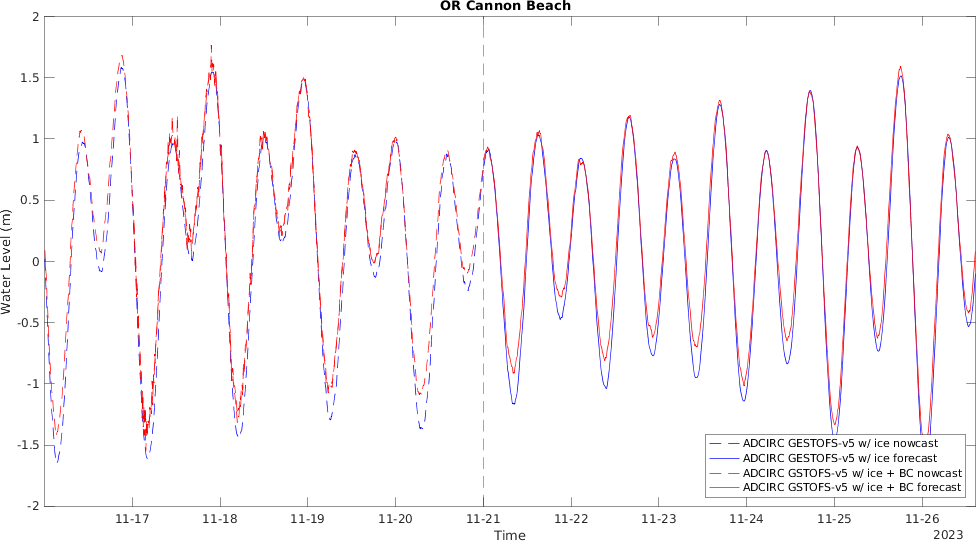 OR Cannon Beach
2
1.5
1
0.5
0
-0.5
-1
-1.5
-2
Water Level (m)
11-17 11-18 11-19 11-20 11-21 11-22 11-23 11-24 11-25 11-26
Time
2023
ADCIRC GESTOFS-v5 w/ ice nowcast
ADCIRC GESTOFS-v5 w/ ice forecast
ADCIRC GSTOFS-v5 w/ ice + BC nowcast
ADCIRC GSTOFS-v5 w/ ice + BC forecast